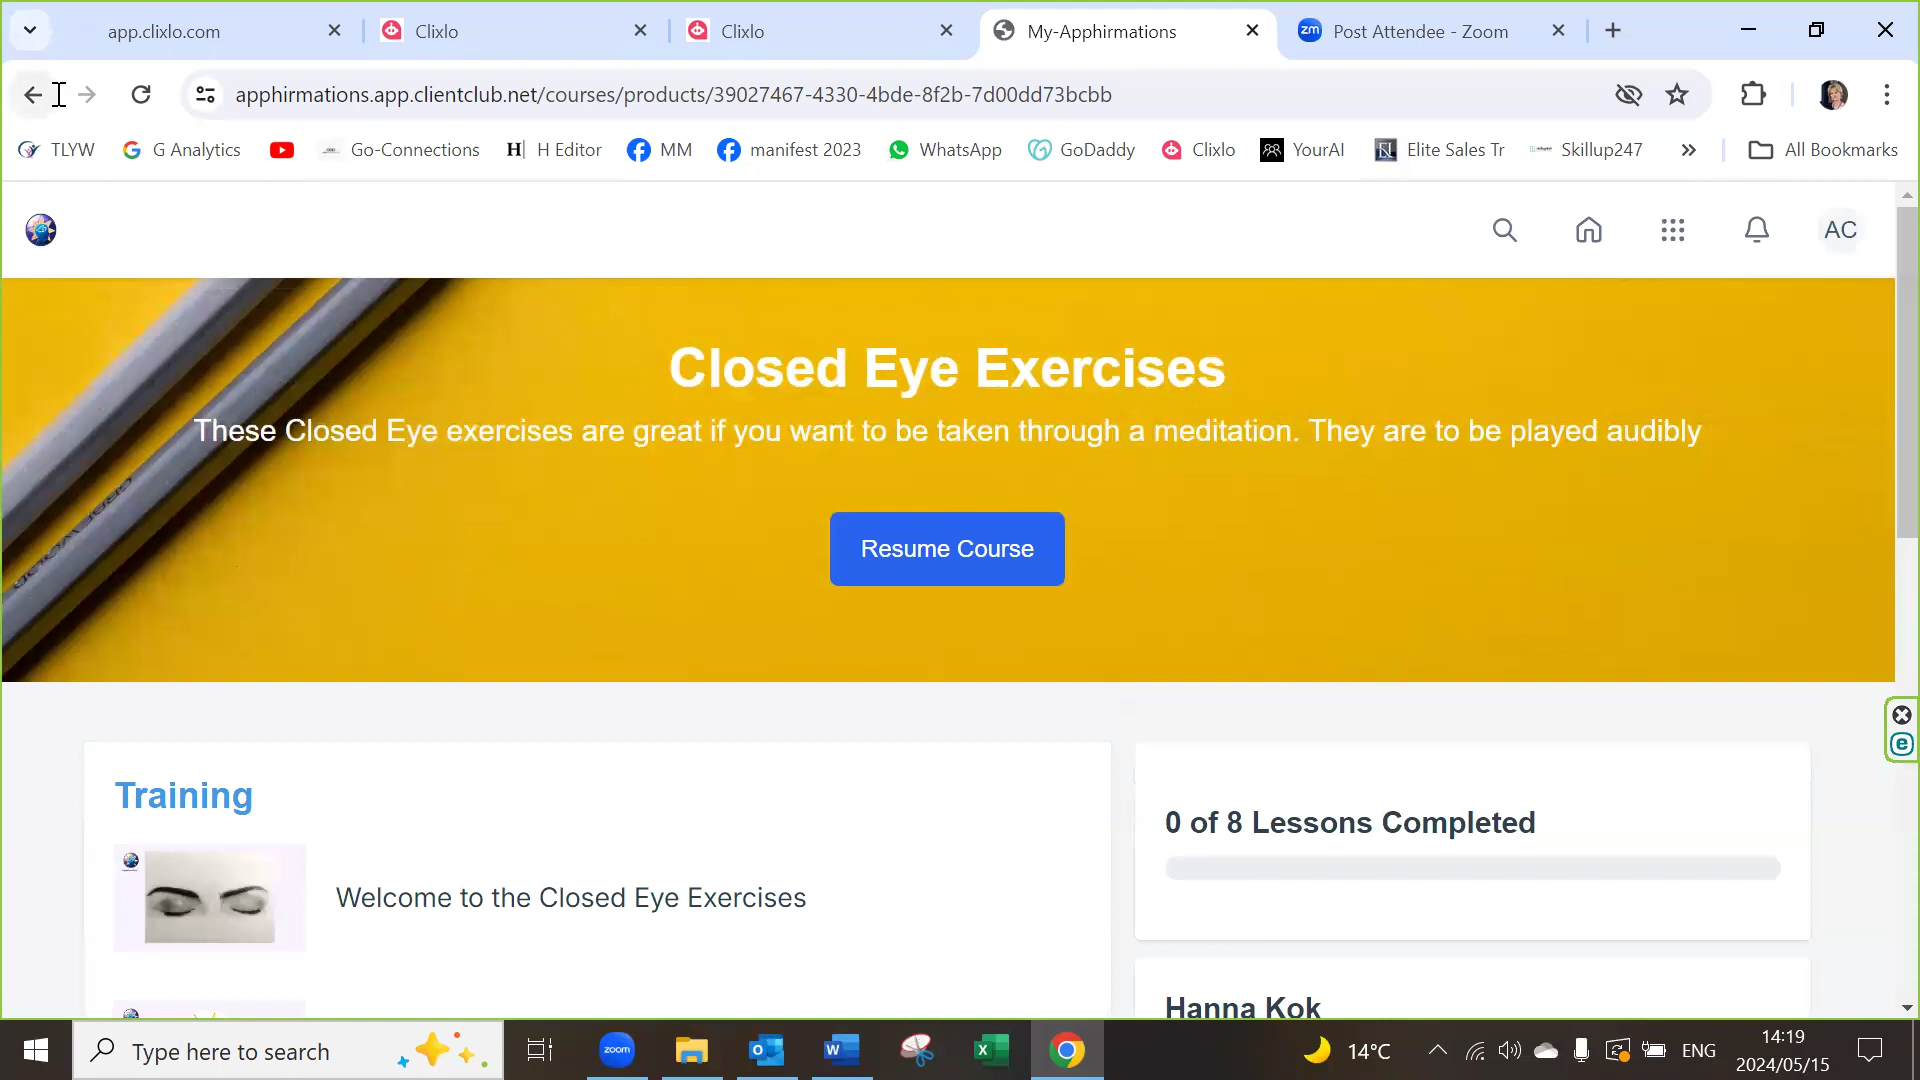 app.clixlo.com
Clixlo
Clixlo
My-Apphirmations
zm
Post Attendee - Zoom
apphirmations.app.clientclub.net/courses/products/39027467-4330-4bde-8f2b-7d00dd73bcbb
TLYW
G Analytics
Go-Connections
H Editor
MM
manifest 2023
WhatsApp
GoDaddy
Clixlo
YourAI
Elite Sales Tr
Skillup247
All Bookmarks
AC
Closed Eye Exercises
These Closed Eye exercises are great if you want to be taken through a meditation. They are to be played audibly
Resume Course
Training
Welcome to the Closed Eye Exercises
0 of 8 Lessons Completed
Hanna Kok
Type here to search
zoom
14°C
ENG
14:19
2024/05/15